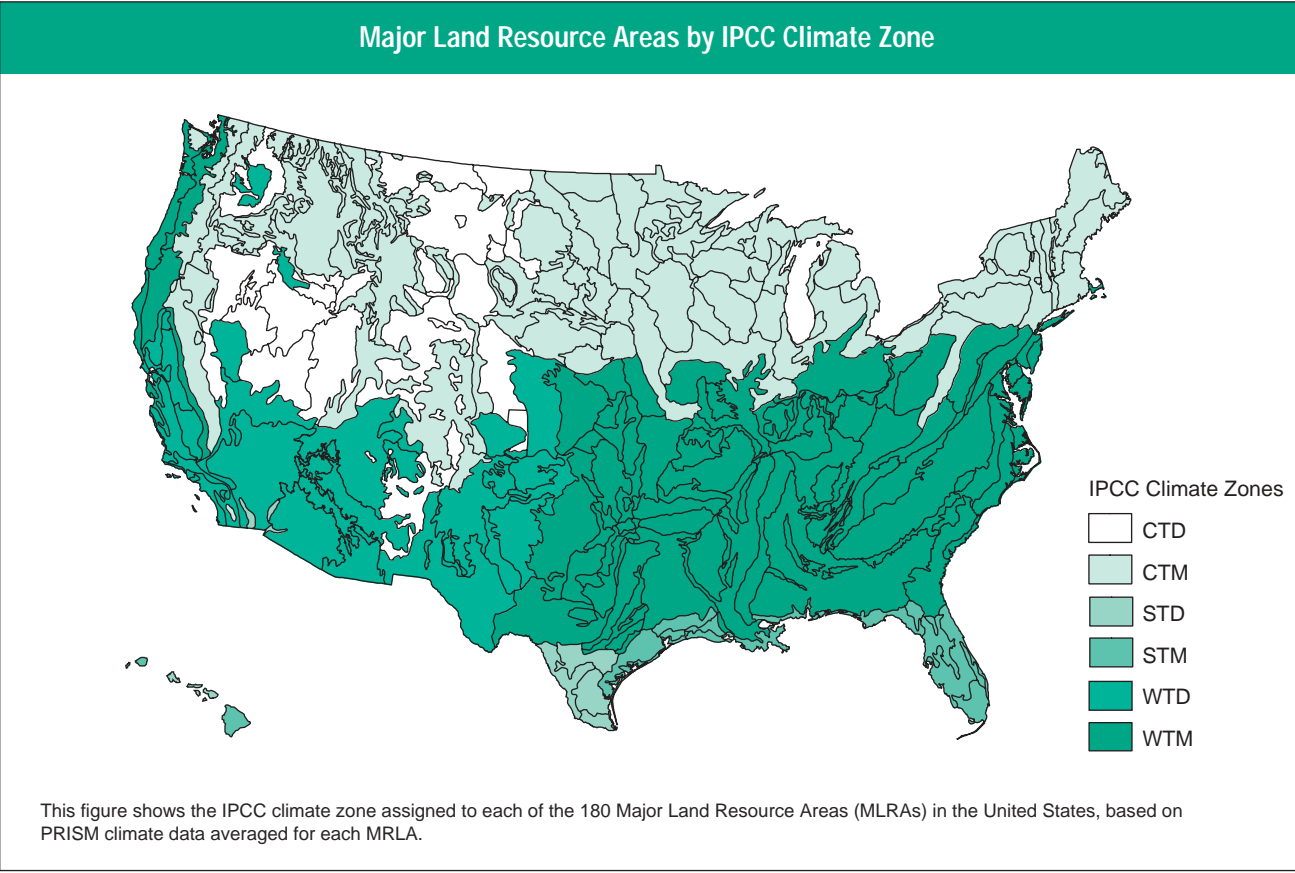 Major Land Resource Areas by IPCC Climate Zone
IPCC Climate Zones
CTD
CTM
STD
STM
WTD
WTM
This figure shows the IPCC climate zone assigned to each of the 180 Major Land Resource Areas (MLRAs) in the United States, based on
PRISM climate data averaged for each MRLA.